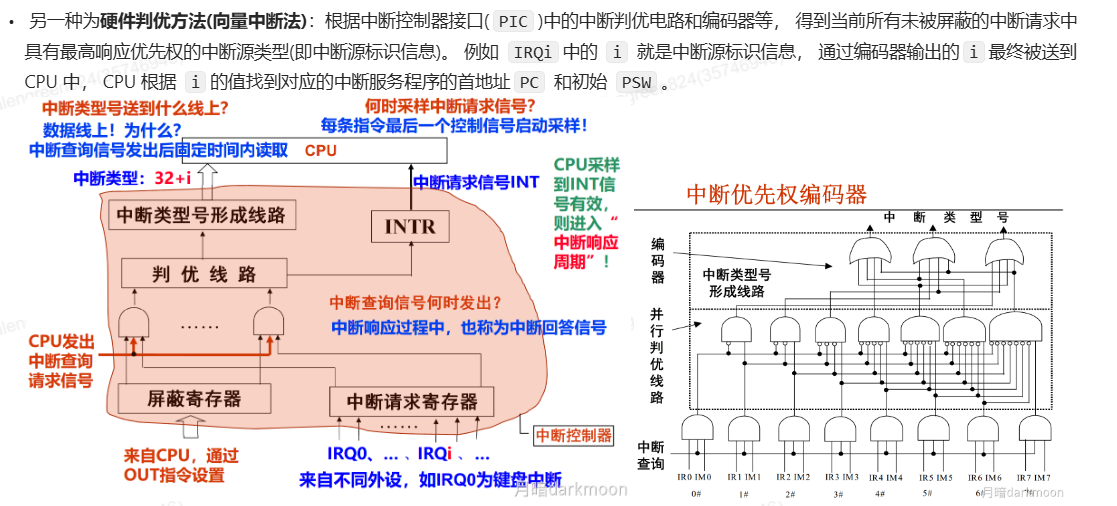 • 另一种为硬件判优方法(向量中断法)：根据中断控制器接口( PIC )中的中断判优电路和编码器等， 得到当前所有未被屏蔽的中断请求中
具有最高响应优先权的中断源类型(即中断源标识信息)。 例如 IRQi 中的 i 就是中断源标识信息， 通过编码器输出的 i 最终被送到
CPU 中， CPU 根据 i 的值找到对应的中断服务程序的首地址 PC 和初始 PSW 。
中断类型号送到什么线上？
数据线上！为什么？
中断查询信号发出后固定时间内读取
何时采样中断请求信号？
每条指令最后一个控制信号启动采样！
CPU
中断类型：32+i
中断请求信号INT
CPU采样
到INT信
号有效，
则进入“
中断响应
周期”！
中断类型号形成线路
INTR
判 优 线 路
中断查询信号何时发出？
中断响应过程中，也称为中断回答信号
……
CPU发出
中断查询
请求信号
屏蔽寄存器
中断请求寄存器
……
中断控制器
来自CPU，通过
OUT指令设置
IRQ0、… 、IRQi、…
来自不同外设，如IRQ0为键盘中断
中断优先权编码器
中 断 类 型 号
编
码
器
中断类型号
形成线路
并
行
判
优
线
路
中断
查询
IR0 IM0
IR1 IM1
IR2 IM2
IR3 IM3
IR4 IM4
IR5 IM5
IR6 IM6
IR7 IM7
0#
1#
2#
3#
4#
5#
6#
7#
月暗darkmoon
月暗darkmoon